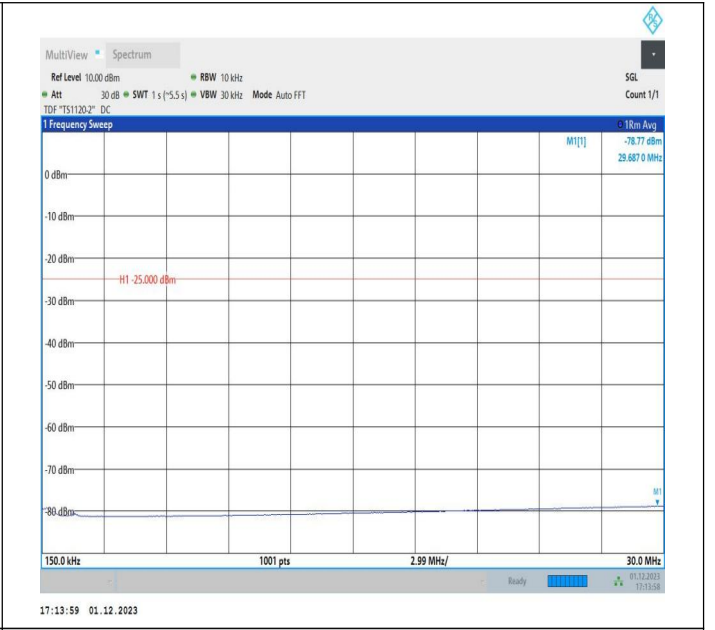 R&S
MultiView Spectrum
Ref Level 10.00 dBm RBW 10 kHz SGL
Att 30 dB SWT 1 s (~5.5 s) VBW 30 kHz Mode Auto FFT Count 1/1
TDF "TS1120-2" DC
1 Frequency Sweep 1Rm Avg
M1[1] -78.77 dBm
29.687 0 MHz
0 dBm
-10 dBm
-20 dBm
H1 -25.000 dBm
-30 dBm
-40 dBm
-50 dBm
-60 dBm
-70 dBm
M1
-80 dBm
150.0 kHz 1001 pts 2.99 MHz/ 30.0 MHz
Ready 01.12.2023
17:13:58
17:13:59 01.12.2023